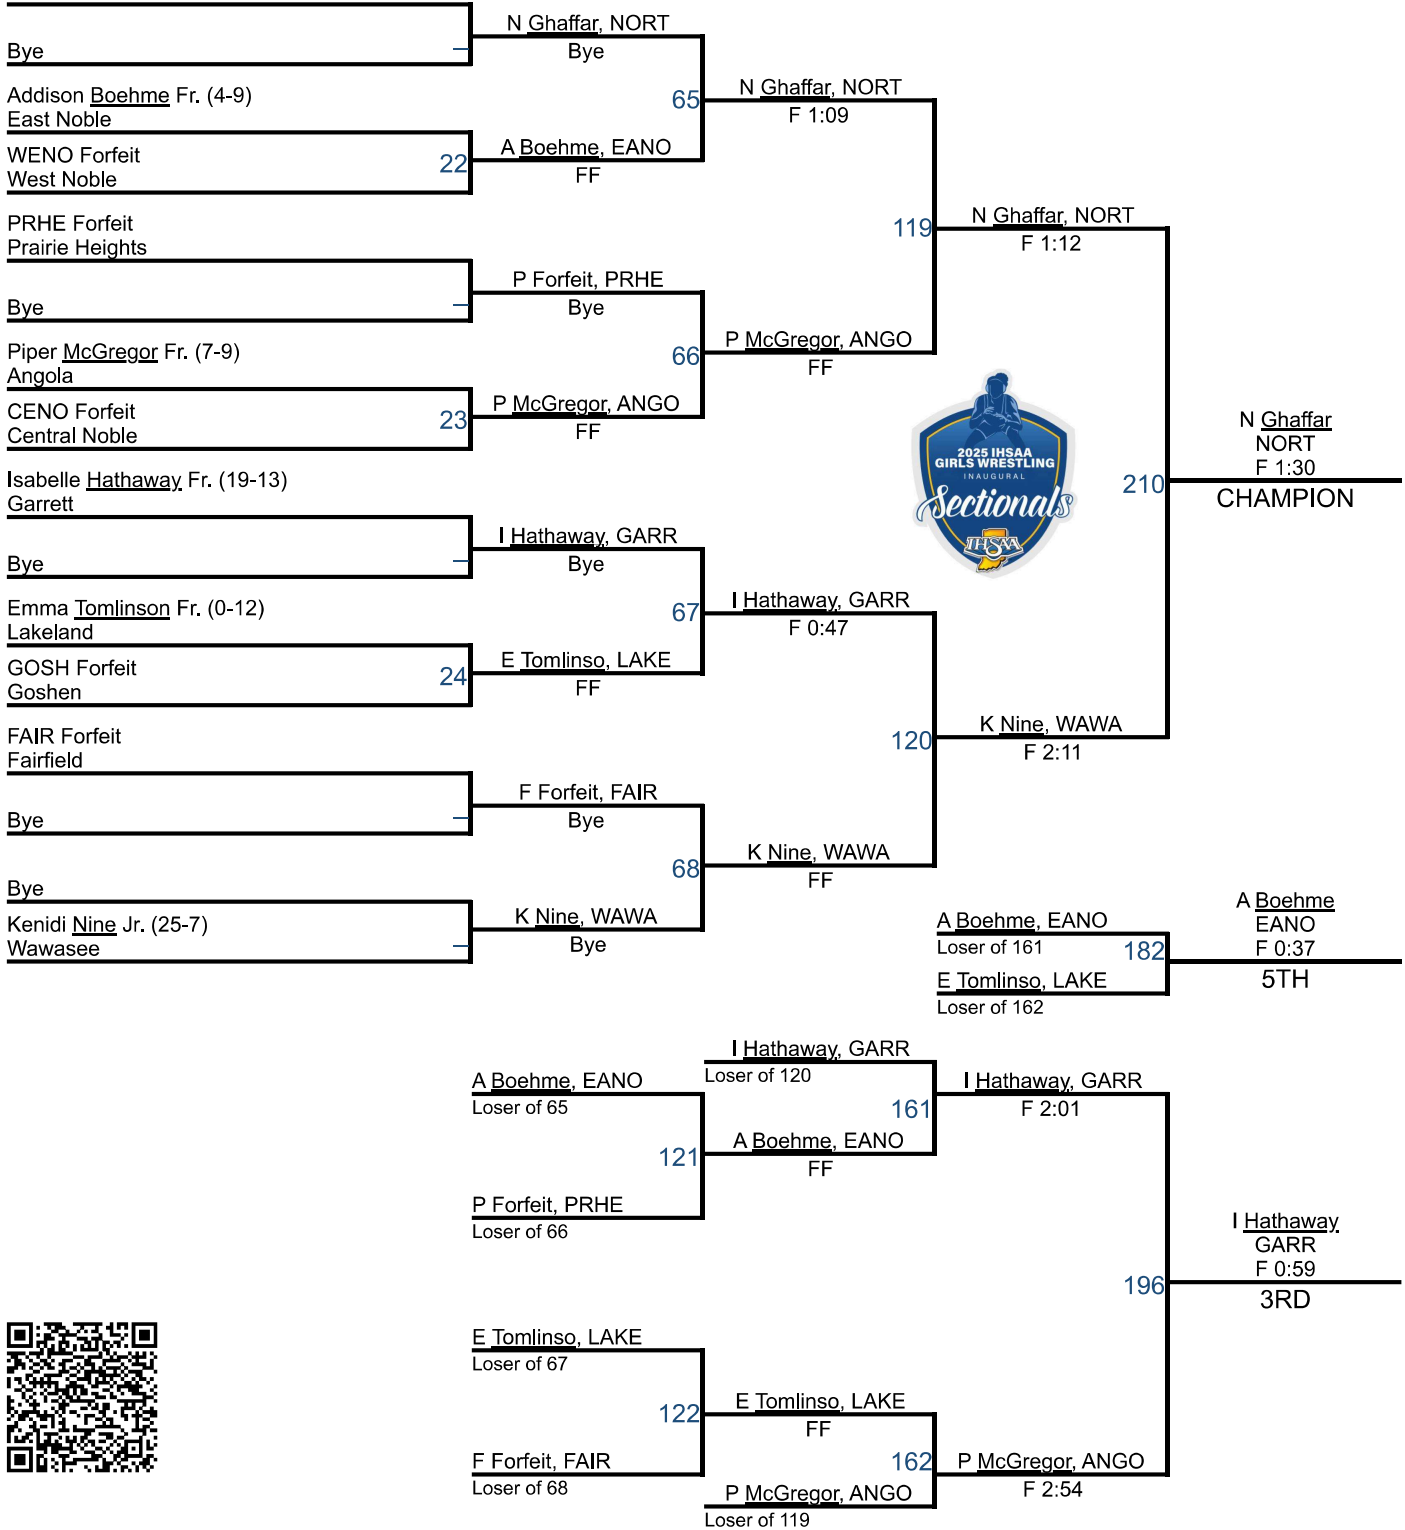 Bye
Addison Boehme Fr. (4-9)
East Noble
WENO Forfeit
West Noble
22
PRHE Forfeit
Prairie Heights
Bye
Piper McGregor Fr. (7-9)
Angola
CENO Forfeit
Central Noble
23
Isabelle Hathaway Fr. (19-13)
Garrett
Bye
Emma Tomlinson Fr. (0-12)
Lakeland
GOSH Forfeit
Goshen
24
FAIR Forfeit
Fairfield
Bye
Bye
Kenidi Nine Jr. (25-7)
Wawasee
N Ghaffar, NORT
Bye
65
A Boehme, EANO
FF
P Forfeit, PRHE
Bye
66
P McGregor, ANGO
FF
I Hathaway, GARR
Bye
67
E Tomlinso, LAKE
FF
F Forfeit, FAIR
Bye
68
K Nine, WAWA
Bye
N Ghaffar, NORT
F 1:09
119
P McGregor, ANGO
FF
I Hathaway, GARR
F 0:47
120
K Nine, WAWA
FF
N Ghaffar, NORT
F 1:12
2025 IHSAA
GIRLS WRESTLING
INAUGURAL
Sectionals
IHSAA
210
K Nine, WAWA
F 2:11
N Ghaffar
NORT
F 1:30
CHAMPION
A Boehme, EANO
Loser of 161
182
E Tomlinso, LAKE
Loser of 162
A Boehme
EANO
F 0:37
5TH
A Boehme, EANO
Loser of 65
121
P Forfeit, PRHE
Loser of 66
I Hathaway, GARR
Loser of 120
161
A Boehme, EANO
FF
I Hathaway, GARR
F 2:01
196
E Tomlinso, LAKE
Loser of 67
122
F Forfeit, FAIR
Loser of 68
E Tomlinso, LAKE
FF
162
P McGregor, ANGO
Loser of 119
P McGregor, ANGO
F 2:54
I Hathaway
GARR
F 0:59
3RD